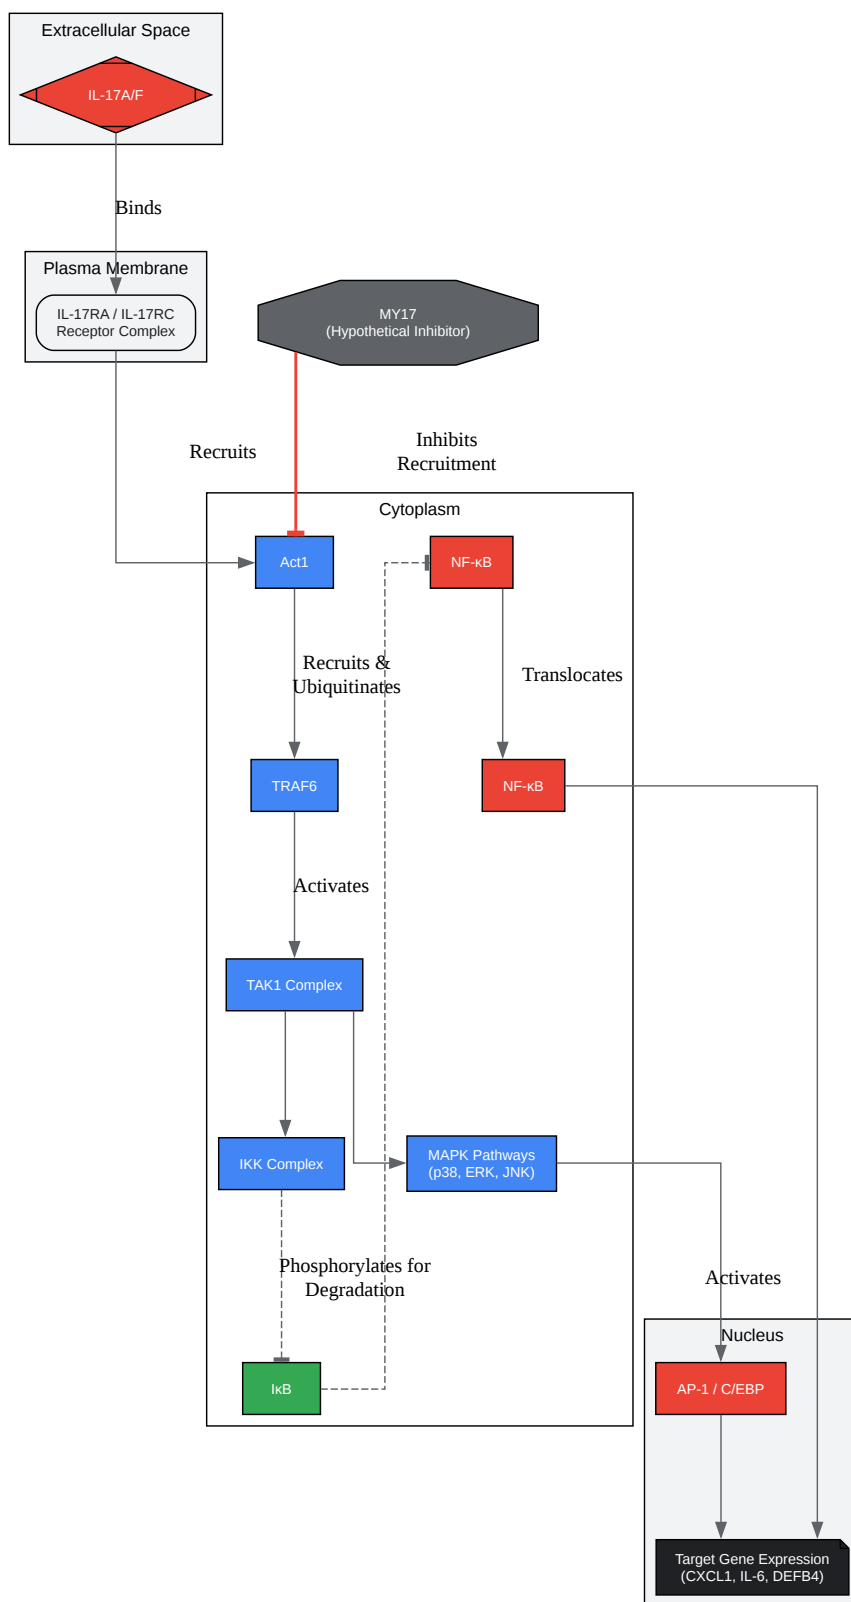 Extracellular Space
IL-17A/F
Binds
Plasma Membrane
IL-17RA / IL-17RC
Receptor Complex
MY17
(Hypothetical Inhibitor)
Recruits
Inhibits
Recruitment
Cytoplasm
Act1
NF-κB
Recruits &
Ubiquitinates
Translocates
TRAF6
NF-κB
Activates
TAK1 Complex
IKK Complex
MAPK Pathways
(p38, ERK, JNK)
Phosphorylates for
Degradation
Activates
Nucleus
IκB
AP-1 / C/EBP
Target Gene Expression
(CXCL1, IL-6, DEFB4)